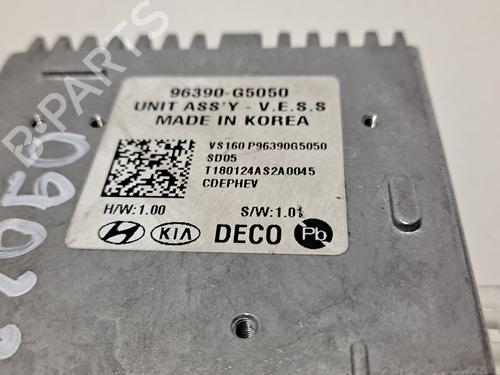 96390-G5050
UNIT ASS'Y - V.E.S.S
MADE IN KOREA
VS160 P96390G5050
SD05
T180124AS2A0045
CDEPHEV
H/W:1.00 S/W:1.01
KIA DECO Pb